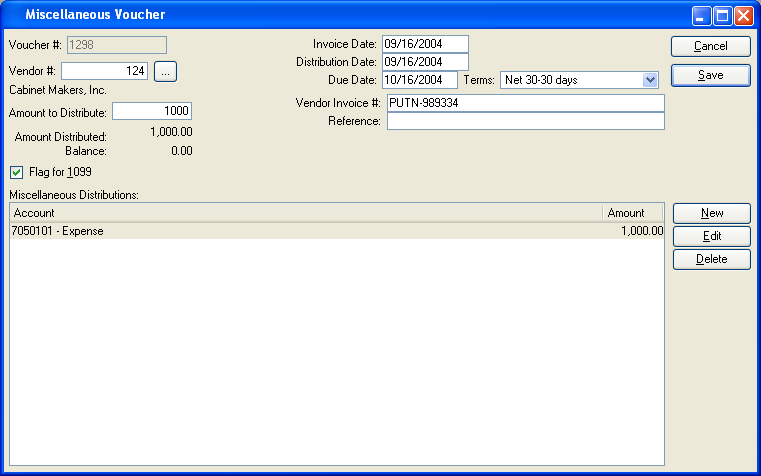 Miscellaneous Voucher
Voucher #: 1298
Invoice Date: 09/16/2004
Cancel
Distribution Date: 09/16/2004
Vendor #: 124 ...
Due Date: 10/16/2004 Terms: Net 30-30 days
Save
Cabinet Makers, Inc.
Vendor Invoice #: PUTN-989334
Amount to Distribute: 1000
Reference:
Amount Distributed: 1,000.00
Balance: 0.00
Flag for 1099
Miscellaneous Distributions:
Account Amount
New
7050101 - Expense 1,000.00
Edit
Delete